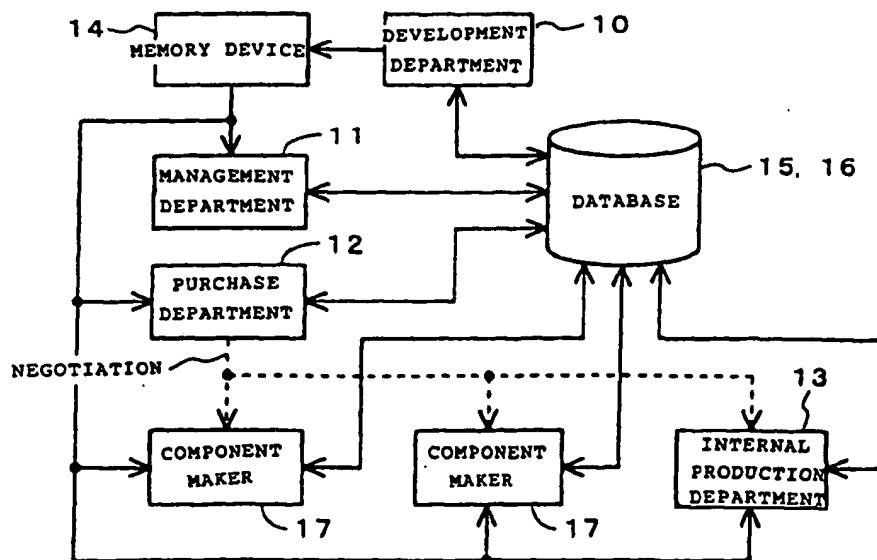 14
MEMORY DEVICE
DEVELOPMENT
DEPARTMENT
10
11
MANAGEMENT
DEPARTMENT
DATABASE
15, 16
12
PURCHASE
DEPARTMENT
NEGOTIATION
13
COMPONENT
MAKER
17
COMPONENT
MAKER
17
INTERNAL
PRODUCTION
DEPARTMENT